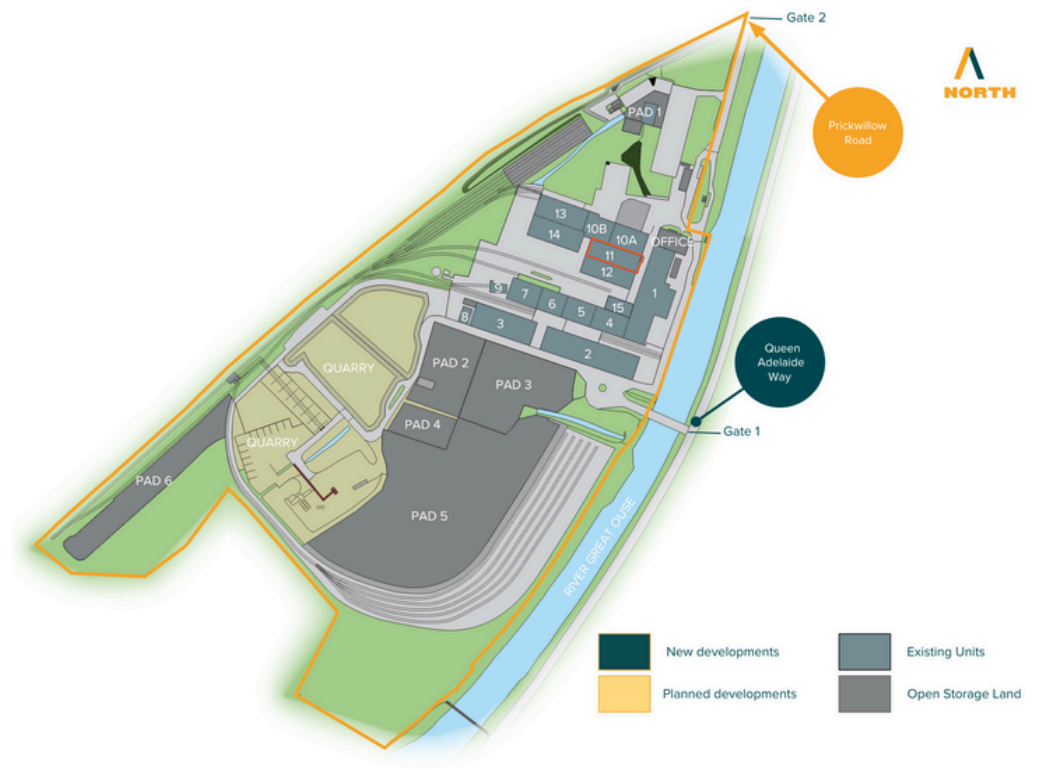 Gate 2
NORTH
Prickwillow
Road
PAD 1
13
10B
14
10A
OFFICE
11
12
9
7
1
6
15
5
8
3
4
2
QUARRY
PAD 2
PAD 3
Queen
Adelaide
Way
PAD 4
Gate 1
QUARRY
PAD 6
PAD 5
RIVER GREAT OUSE
New developments
Existing Units
Planned developments
Open Storage Land